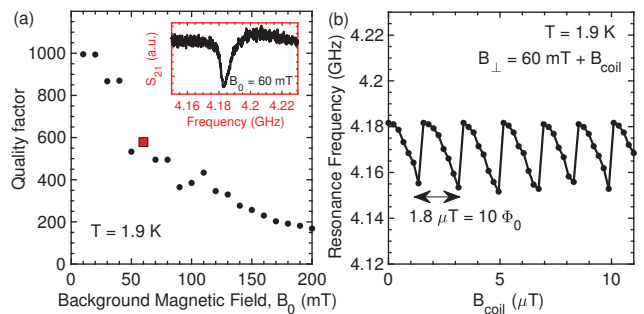 (a)
1000
800
600
400
200
0
Quality factor
T = 1.9 K
0 50 100 150 200
Background Magnetic Field, B0 (mT)
S21 (a.u.)
B0 = 60 mT
4.16 4.18 4.2 4.22
Frequency (GHz)
(b)
4.22
4.2
4.18
4.16
4.14
4.12
Resonance Frequency (GHz)
T = 1.9 K
B⊥ = 60 mT + Bcoil
1.8 μT = 10 Φ0
0 5 10
Bcoil (μT)